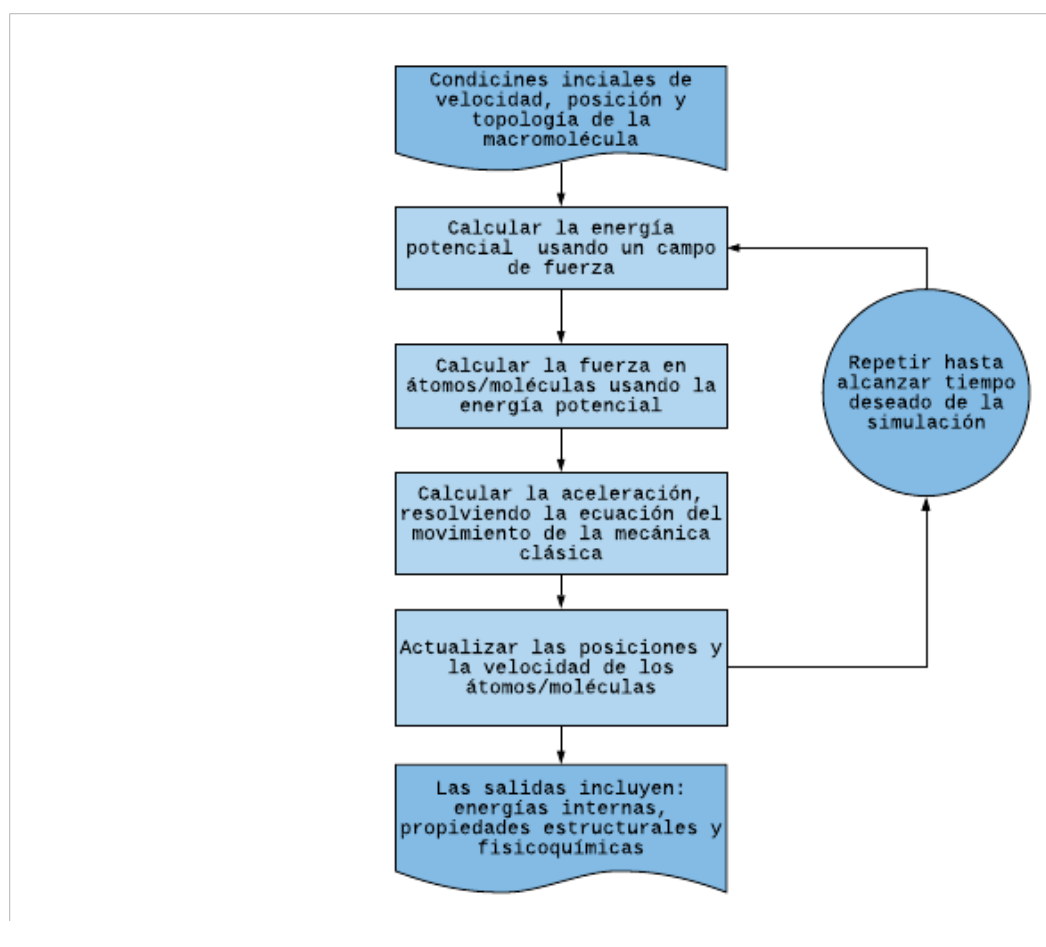 Condicines inciales de
velocidad, posición y
topología de la
macromolécula
Calcular la energía
potencial usando un campo
de fuerza
Calcular la fuerza en
átomos/moléculas usando la
energía potencial
Repetir hasta
alcanzar tiempo
deseado de la
simulación
Calcular la aceleración,
resolviendo la ecuación del
movimiento de la mecánica
clásica
Actualizar las posiciones y
la velocidad de los
átomos/moléculas
Las salidas incluyen:
energías internas,
propiedades estructurales y
fisicoquímicas